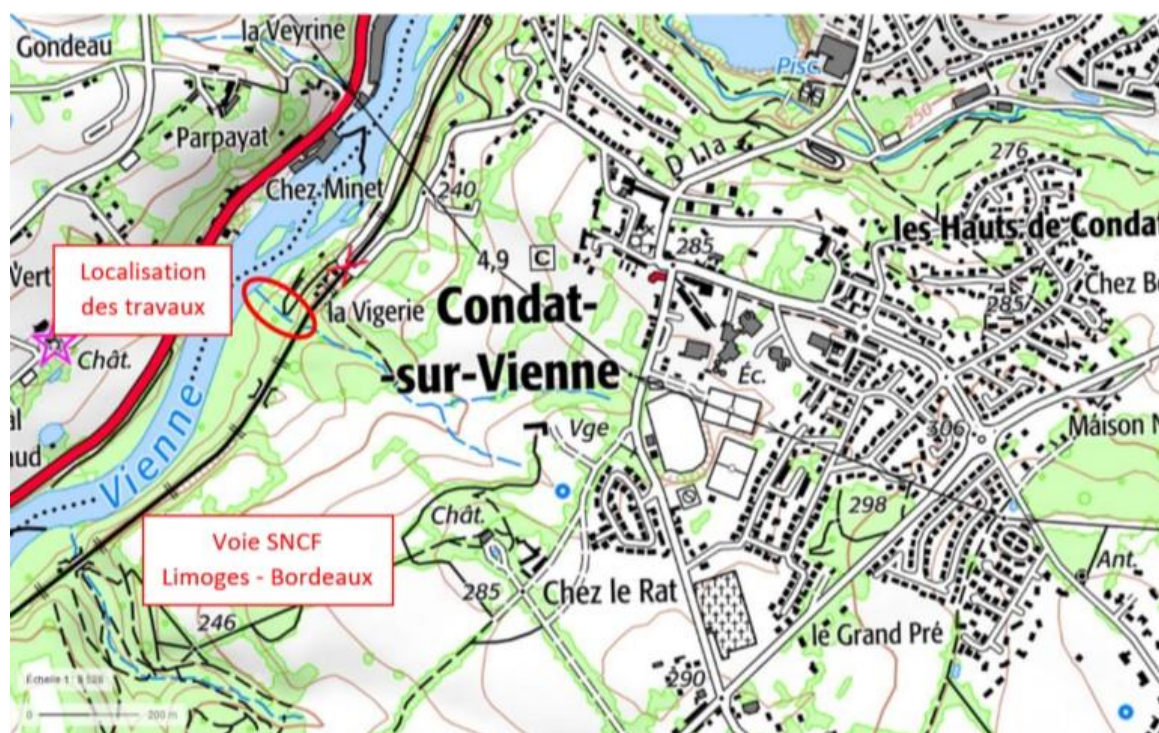 Gondeau
la Veyrine
Pisc.
Parpayat
250
D 11a
276
Chez Minet
240
les Hauts de Condat
285
4,9
C
Vert
Localisation
des travaux
la Vigerie
Condat-
-sur-Vienne
285
Chez B
Chât.
Éc.
Vge
306
Maison N
Vienne
298
Voie SNCF
Limoges - Bordeaux
Chât.
Ant.
285
Chez le Rat
246
le Grand Pré
290
0
200 m